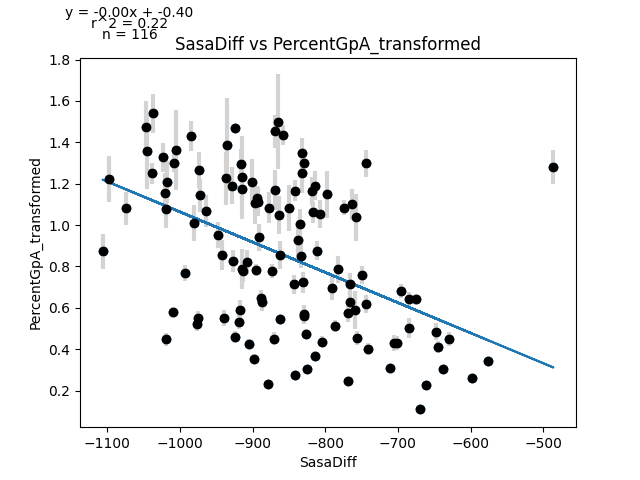 y = -0.00x + -0.40
r^2 = 0.22
n = 116
SasaDiff vs PercentGpA_transformed
1.8
1.6
1.4
1.2
1.0
0.8
0.6
0.4
0.2
PercentGpA_transformed
−1100 −1000 −900 −800 −700 −600 −500
SasaDiff